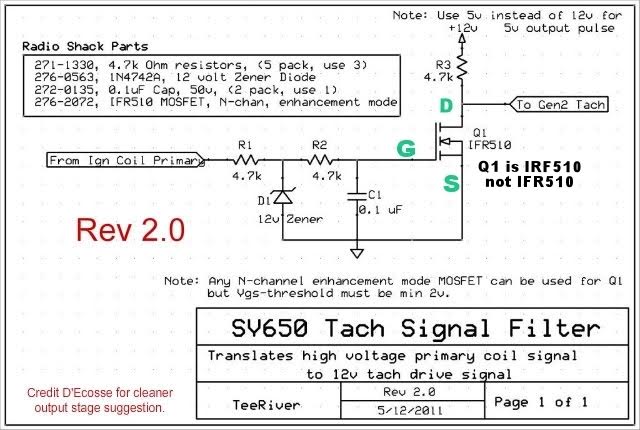 Note: Use 5v instead of 12v for
+12v 5v output pulse
Radio Shack Parts
271-1330, 4.7k Ohm resistors, (5 pack, use 3)
276-0563, 1N4742A, 12 volt Zener Diode
272-0135, 0.1uF Cap, 50v, (2 pack, use 1)
276-2072, IFR510 MOSFET, N-chan, enhancement mode
R3
4.7k
D
To Gen2 Tach
Q1
IFR510
G
R1
R2
From Ign Coil Primary
4.7k
4.7k
Q1 is IRF510
not IFR510
S
D1
12v Zener
C1
0.1 uF
Rev 2.0
Note: Any N-channel enhancement mode MOSFET can be used for Q1
but Vgs-threshold must be min 2v.
SV650 Tach Signal Filter
Translates high voltage primary coil signal
to 12v tach drive signal
Credit D'Ecosse for cleaner
output stage suggestion.
TeeRiver
Rev 2.0
5/12/2011
Page 1 of 1